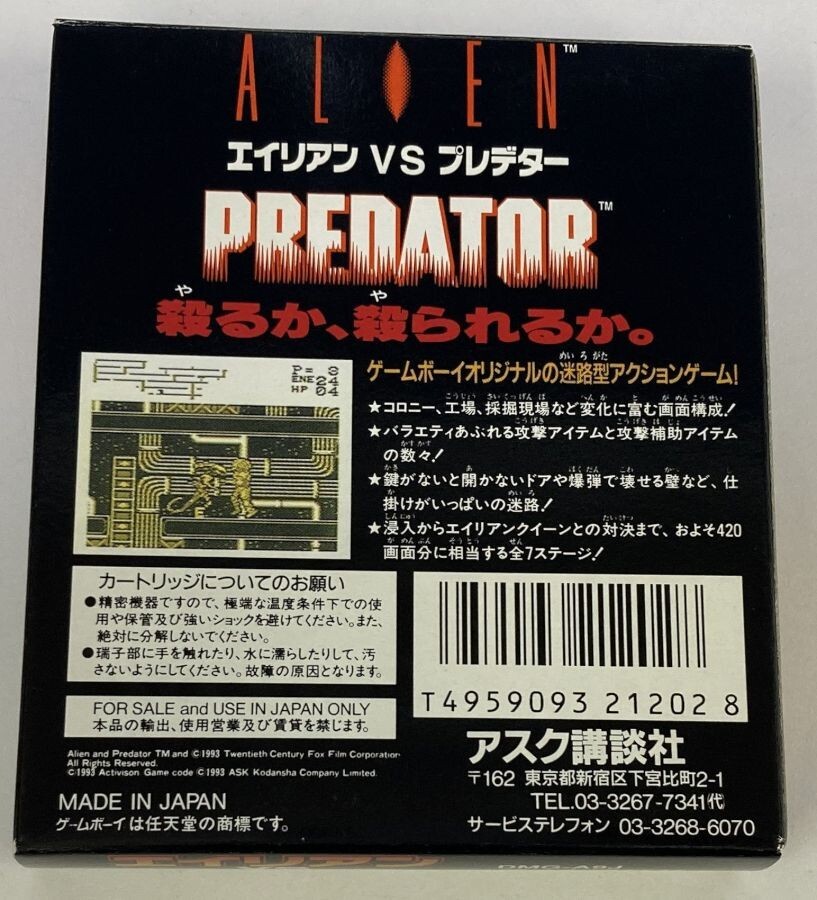 ALIEN™
エイリアン VS プレデター
PREDATOR™
殺るか、殺られるか。
P= 8
ENE 24
HP 04
ゲームボーイオリジナルの迷路型アクションゲーム!
★コロニー、工場、採掘現場など変化に富む画面構成!
★バラエティあふれる攻撃アイテムと攻撃補助アイテム
の数々!
★鍵がないと開かないドアや爆弾で壊せる壁など、仕
掛けがいっぱいの迷路!
★浸入からエイリアンクイーンとの対決まで、およそ420
画面分に相当する全7ステージ!
カートリッジについてのお願い
●精密機器ですので、極端な温度条件下での使
用や保管及び強いショックを避けてください。また、
絶対に分解しないでください。
●端子部に手を触れたり、水に濡らしたりして、汚
さないようにしてください。故障の原因となります。
FOR SALE and USE IN JAPAN ONLY
本品の輸出、使用営業及び賃貸を禁じます。
Alien and Predator TM and ©1993 Twentieth Century Fox Film Corporation
All Rights Reserved.
©1993 Activison Game code ©1993 ASK Kodansha Company Limited.
MADE IN JAPAN
ゲームボーイは任天堂の商標です。
T4959093 21202 8
アスク講談社
〒162 東京都新宿区下宮比町2-1
TEL.03-3267-7341(代)
サービステレフォン 03-3268-6070
エイリアン